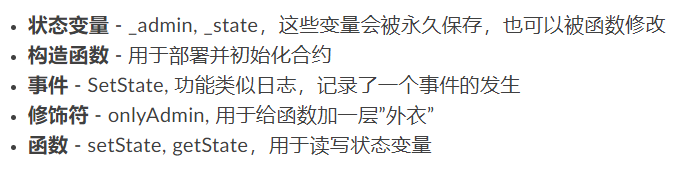 状态变量 - _admin, _state，这些变量会被永久保存，也可以被函数修改
构造函数 - 用于部署并初始化合约
事件 - SetState, 功能类似日志，记录了一个事件的发生
修饰符 - onlyAdmin, 用于给函数加一层”外衣”
函数 - setState, getState，用于读写状态变量